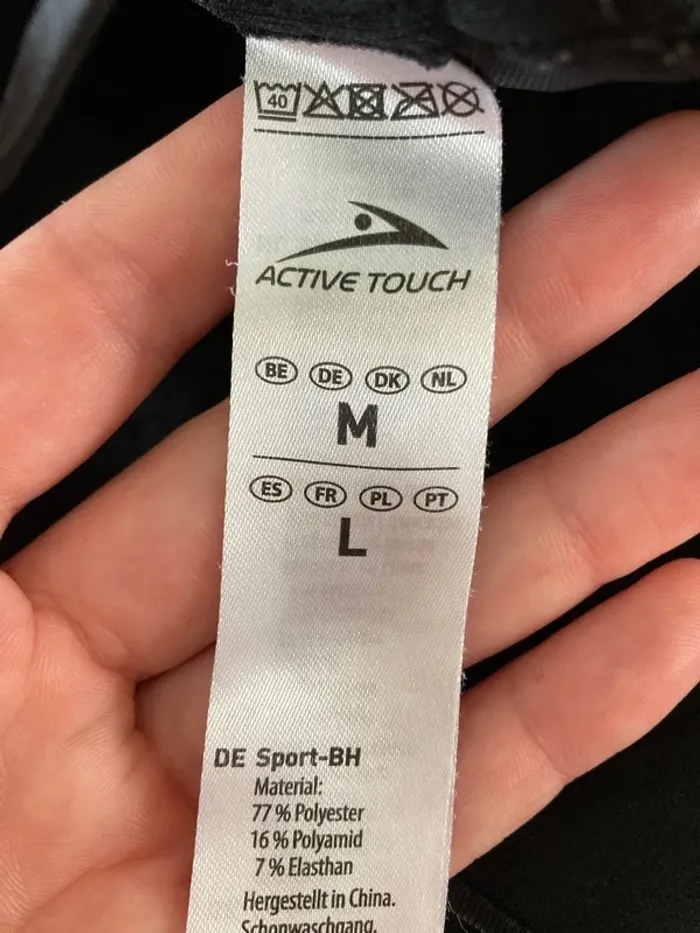 40
ACTIVE TOUCH
BE DE DK NL
M
ES FR PL PT
L
DE Sport-BH
Material:
77 % Polyester
16 % Polyamid
7 % Elasthan
Hergestellt in China.
Schonwaschgang.